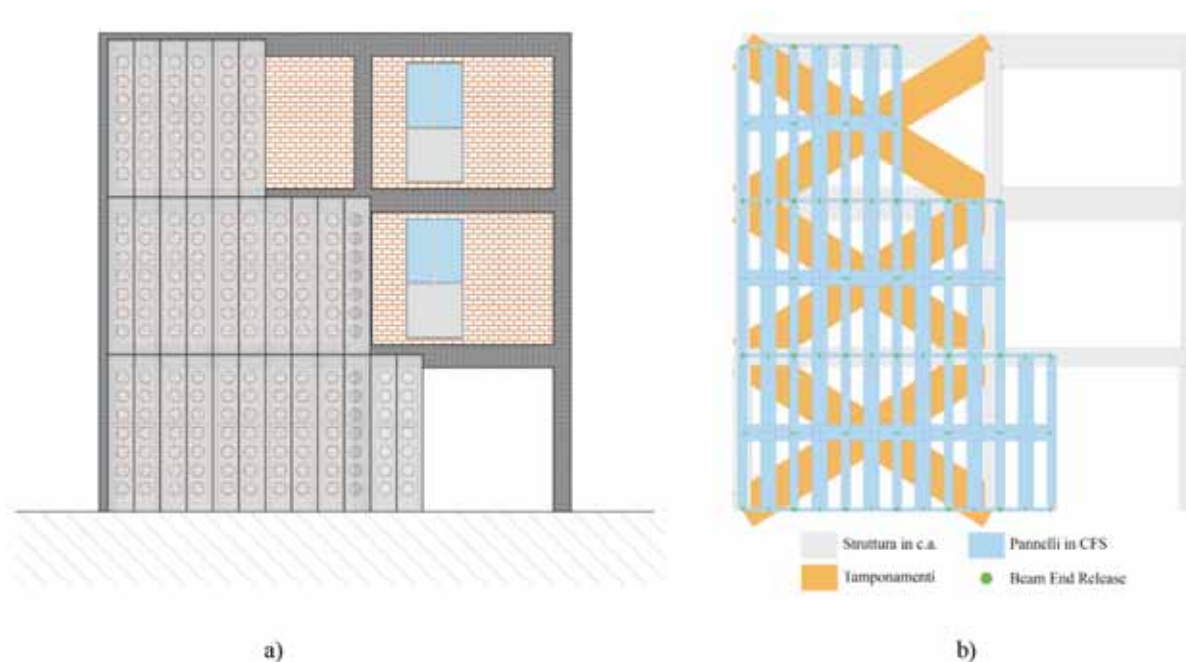 Struttura in c.a.
Pannelli in CFS
Tamponamenti
Beam End Release
a)
b)